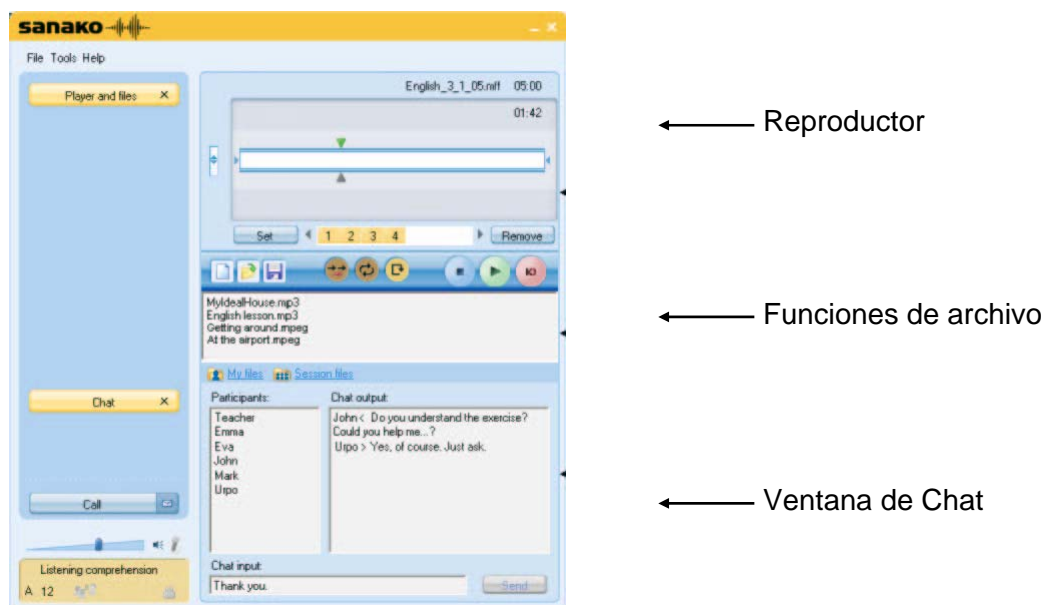 sanako
File Tools Help
Player and files X
English_3_1_05.mff 05:00
01:42
Reproductor
Set 1 2 3 4 Remove
MyIdealHouse.mp3
English lesson.mp3
Getting around.mpeg
At the airport.mpeg
Funciones de archivo
My files Session files
Chat X
Participants:
Teacher
Emma
Eva
John
Mark
Urpo
Chat output:
John < Do you understand the exercise?
Could you help me...?
Urpo > Yes, of course. Just ask.
Call
Ventana de Chat
Listening comprehension
A 12
Chat input:
Thank you.
Send